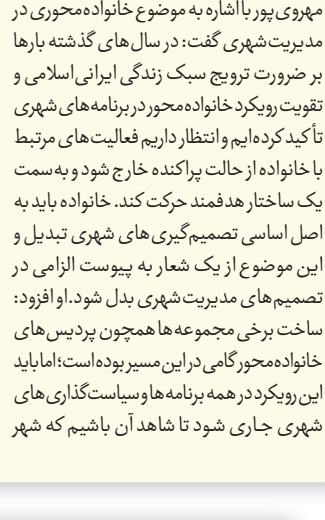 مهروی‌پور با اشاره به موضوع خانواده‌محوری در
مدیریت شهری گفت: در سال‌های گذشته بارها
بر ضرورت ترویج سبک زندگی ایرانی‌اسلامی و
تقویت رویکرد خانواده‌محور در برنامه‌های شهری
تأکید کرده‌ایم و انتظار داریم فعالیت‌های مرتبط
با خانواده از حالت پراکنده خارج شود و به‌سمت
یک ساختار هدفمند حرکت کند. خانواده باید به
اصل اساسی تصمیم‌گیری‌های شهری تبدیل و
این موضوع از یک شعار به پیوست الزامی در
تصمیم‌های مدیریت شهری بدل شود. او افزود:
ساخت برخی مجموعه‌ها همچون پردیس‌های
خانواده‌محور گامی در این مسیر بوده است؛ اما باید
این رویکرد در همه برنامه‌ها و سیاست‌گذاری‌های
شهری جاری شود تا شاهد آن باشیم که شهر